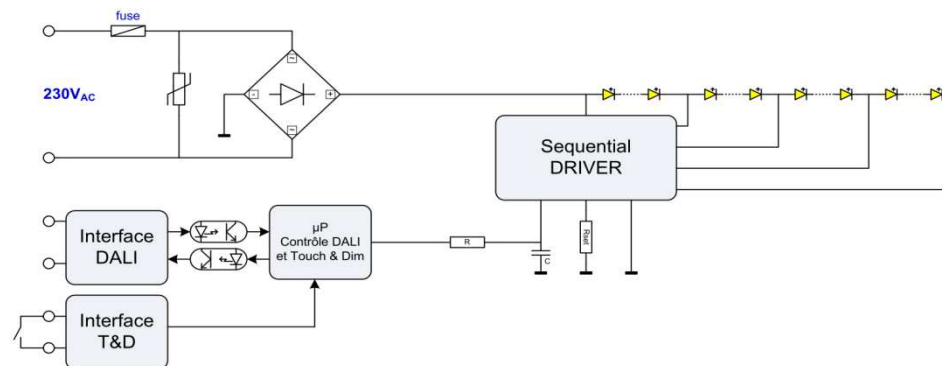 fuse
230VAC
~
-
+
~
Sequential
DRIVER
Interface
DALI
µP
Contrôle DALI
et Touch & Dim
R
C
Rset
Interface
T&D